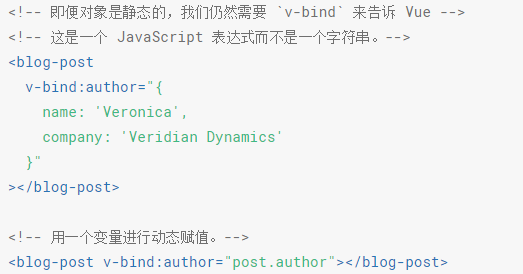 <!-- 即便对象是静态的，我们仍然需要 `v-bind` 来告诉 Vue -->
<!-- 这是一个 JavaScript 表达式而不是一个字符串。-->
<blog-post
  v-bind:author="{
    name: 'Veronica',
    company: 'Veridian Dynamics'
  }"
></blog-post>

<!-- 用一个变量进行动态赋值。-->
<blog-post v-bind:author="post.author"></blog-post>